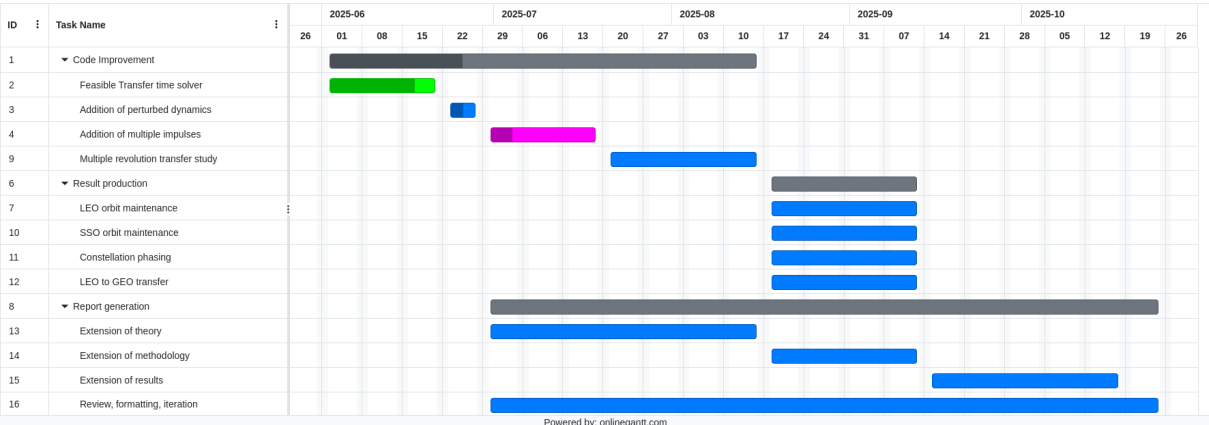 2025-06 2025-07 2025-08 2025-09 2025-10
ID Task Name
26 01 08 15 22 29 06 13 20 27 03 10 17 24 31 07 14 21 28 05 12 19 26
1 Code Improvement
2 Feasible Transfer time solver
3 Addition of perturbed dynamics
4 Addition of multiple impulses
9 Multiple revolution transfer study
6 Result production
7 LEO orbit maintenance
10 SSO orbit maintenance
11 Constellation phasing
12 LEO to GEO transfer
8 Report generation
13 Extension of theory
14 Extension of methodology
15 Extension of results
16 Review, formatting, iteration
Powered by: onlinegantt.com